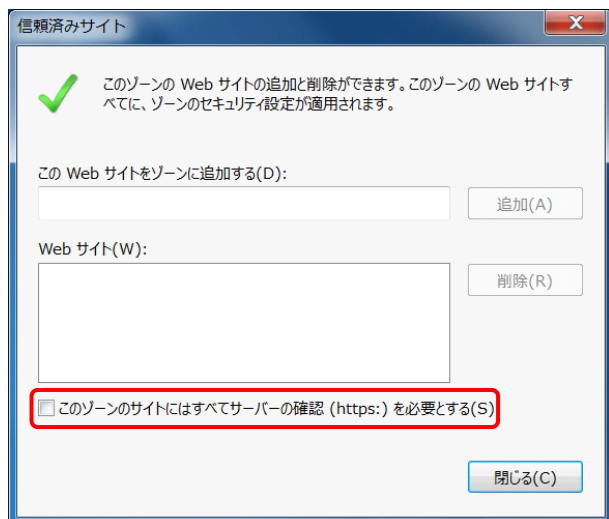 信頼済みサイト
このゾーンの Web サイトの追加と削除ができます。このゾーンの Web サイトす
べてに、ゾーンのセキュリティ設定が適用されます。
この Web サイトをゾーンに追加する(D):
追加(A)
Web サイト(W):
削除(R)
このゾーンのサイトにはすべてサーバーの確認 (https:) を必要とする(S)
閉じる(C)